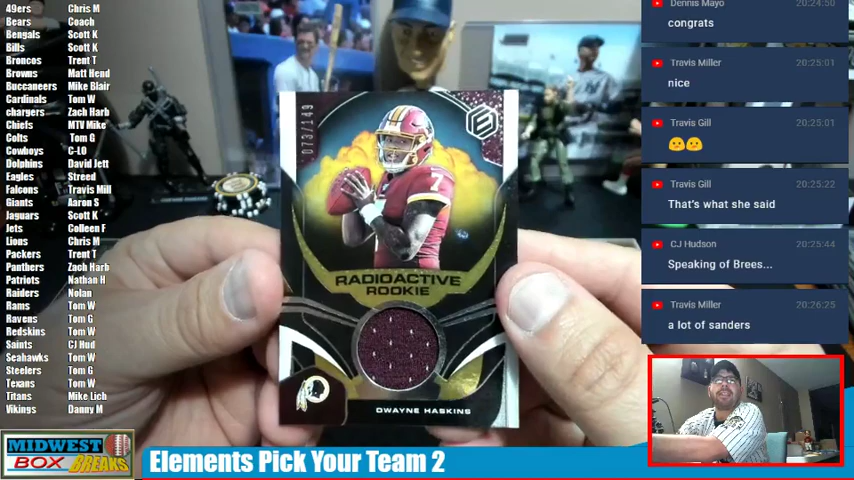 49ers Chris M
Bears Coach
Bengals Scott K
Bills Scott K
Broncos Trent T
Browns Matt Hend
Buccaneers Mike Blair
Cardinals Tom W
chargers Zach Harb
Chiefs MTV Mike
Colts Tom G
Cowboys C-LO
Dolphins David Jett
Eagles Streed
Falcons Travis Mill
Giants Aaron S
Jaguars Scott K
Jets Colleen F
Lions Chris M
Packers Trent T
Panthers Zach Harb
Patriots Nathan H
Raiders Nolan
Rams Tom W
Ravens Tom G
Redskins Tom W
Saints CJ Hud
Seahawks Tom W
Steelers Tom G
Texans Tom W
Titans Mike Lich
Vikings Danny M
073/149
E
7
RADIOACTIVE
ROOKIE
DWAYNE HASKINS
Dennis Mayo 20:24:50
congrats
Travis Miller 20:25:01
nice
Travis Gill 20:25:01
Travis Gill 20:25:22
That's what she said
CJ Hudson 20:25:44
Speaking of Brees...
Travis Miller 20:26:25
a lot of sanders
MIDWEST
BOX BREAKS
Elements Pick Your Team 2